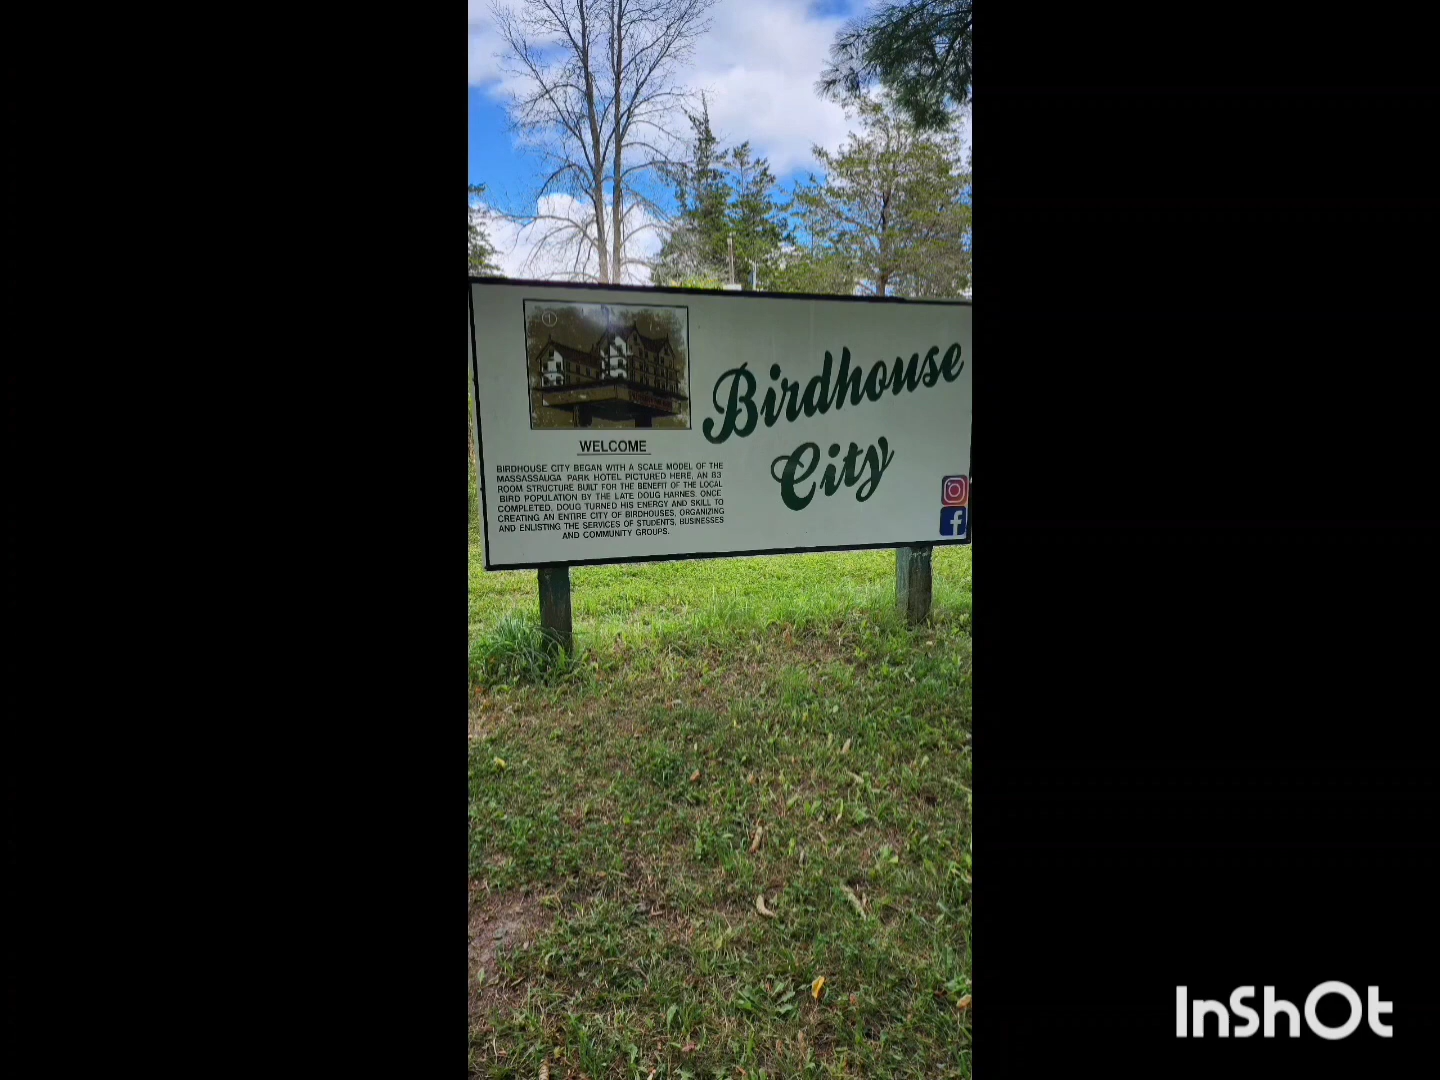 Birdhouse
City
WELCOME
BIRDHOUSE CITY BEGAN WITH A SCALE MODEL OF THE
MASSASSAUGA PARK HOTEL PICTURED HERE, AN 83
ROOM STRUCTURE BUILT FOR THE BENEFIT OF THE LOCAL
BIRD POPULATION BY THE LATE DOUG HARNES. ONCE
COMPLETED, DOUG TURNED HIS ENERGY AND SKILL TO
CREATING AN ENTIRE CITY OF BIRDHOUSES, ORGANIZING
AND ENLISTING THE SERVICES OF STUDENTS, BUSINESSES
AND COMMUNITY GROUPS.
InShOt